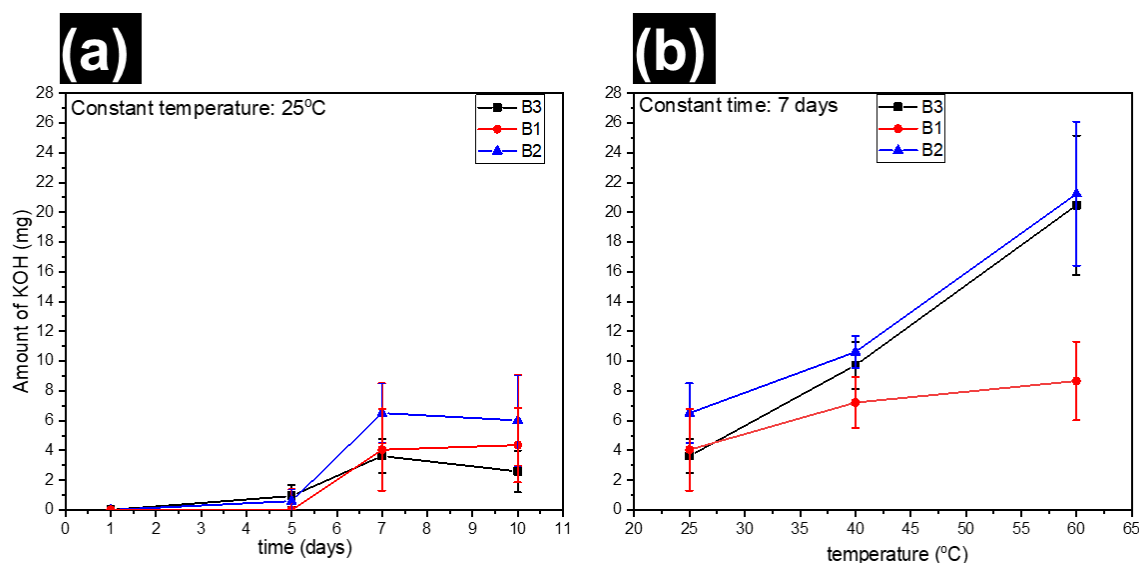 (a)
Constant temperature: 25°C
B3
B1
B2
Amount of KOH (mg)
28
26
24
22
20
18
16
14
12
10
8
6
4
2
0
0 1 2 3 4 5 6 7 8 9 10 11
time (days)
(b)
Constant time: 7 days
B3
B1
B2
28
26
24
22
20
18
16
14
12
10
8
6
4
2
0
20 25 30 35 40 45 50 55 60 65
temperature (°C)